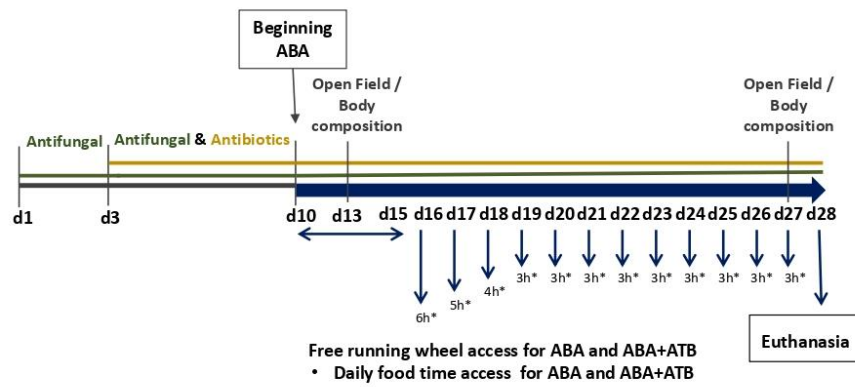 Beginning
ABA
Open Field /
Body
composition
Open Field /
Body
composition
Antifungal
Antifungal & Antibiotics
d1
d3
d10
d13
d15
d16
d17
d18
d19
d20
d21
d22
d23
d24
d25
d26
d27
d28
6h*
5h*
4h*
3h*
3h*
3h*
3h*
3h*
3h*
3h*
3h*
3h*
Euthanasia
Free running wheel access for ABA and ABA+ATB
• Daily food time access for ABA and ABA+ATB